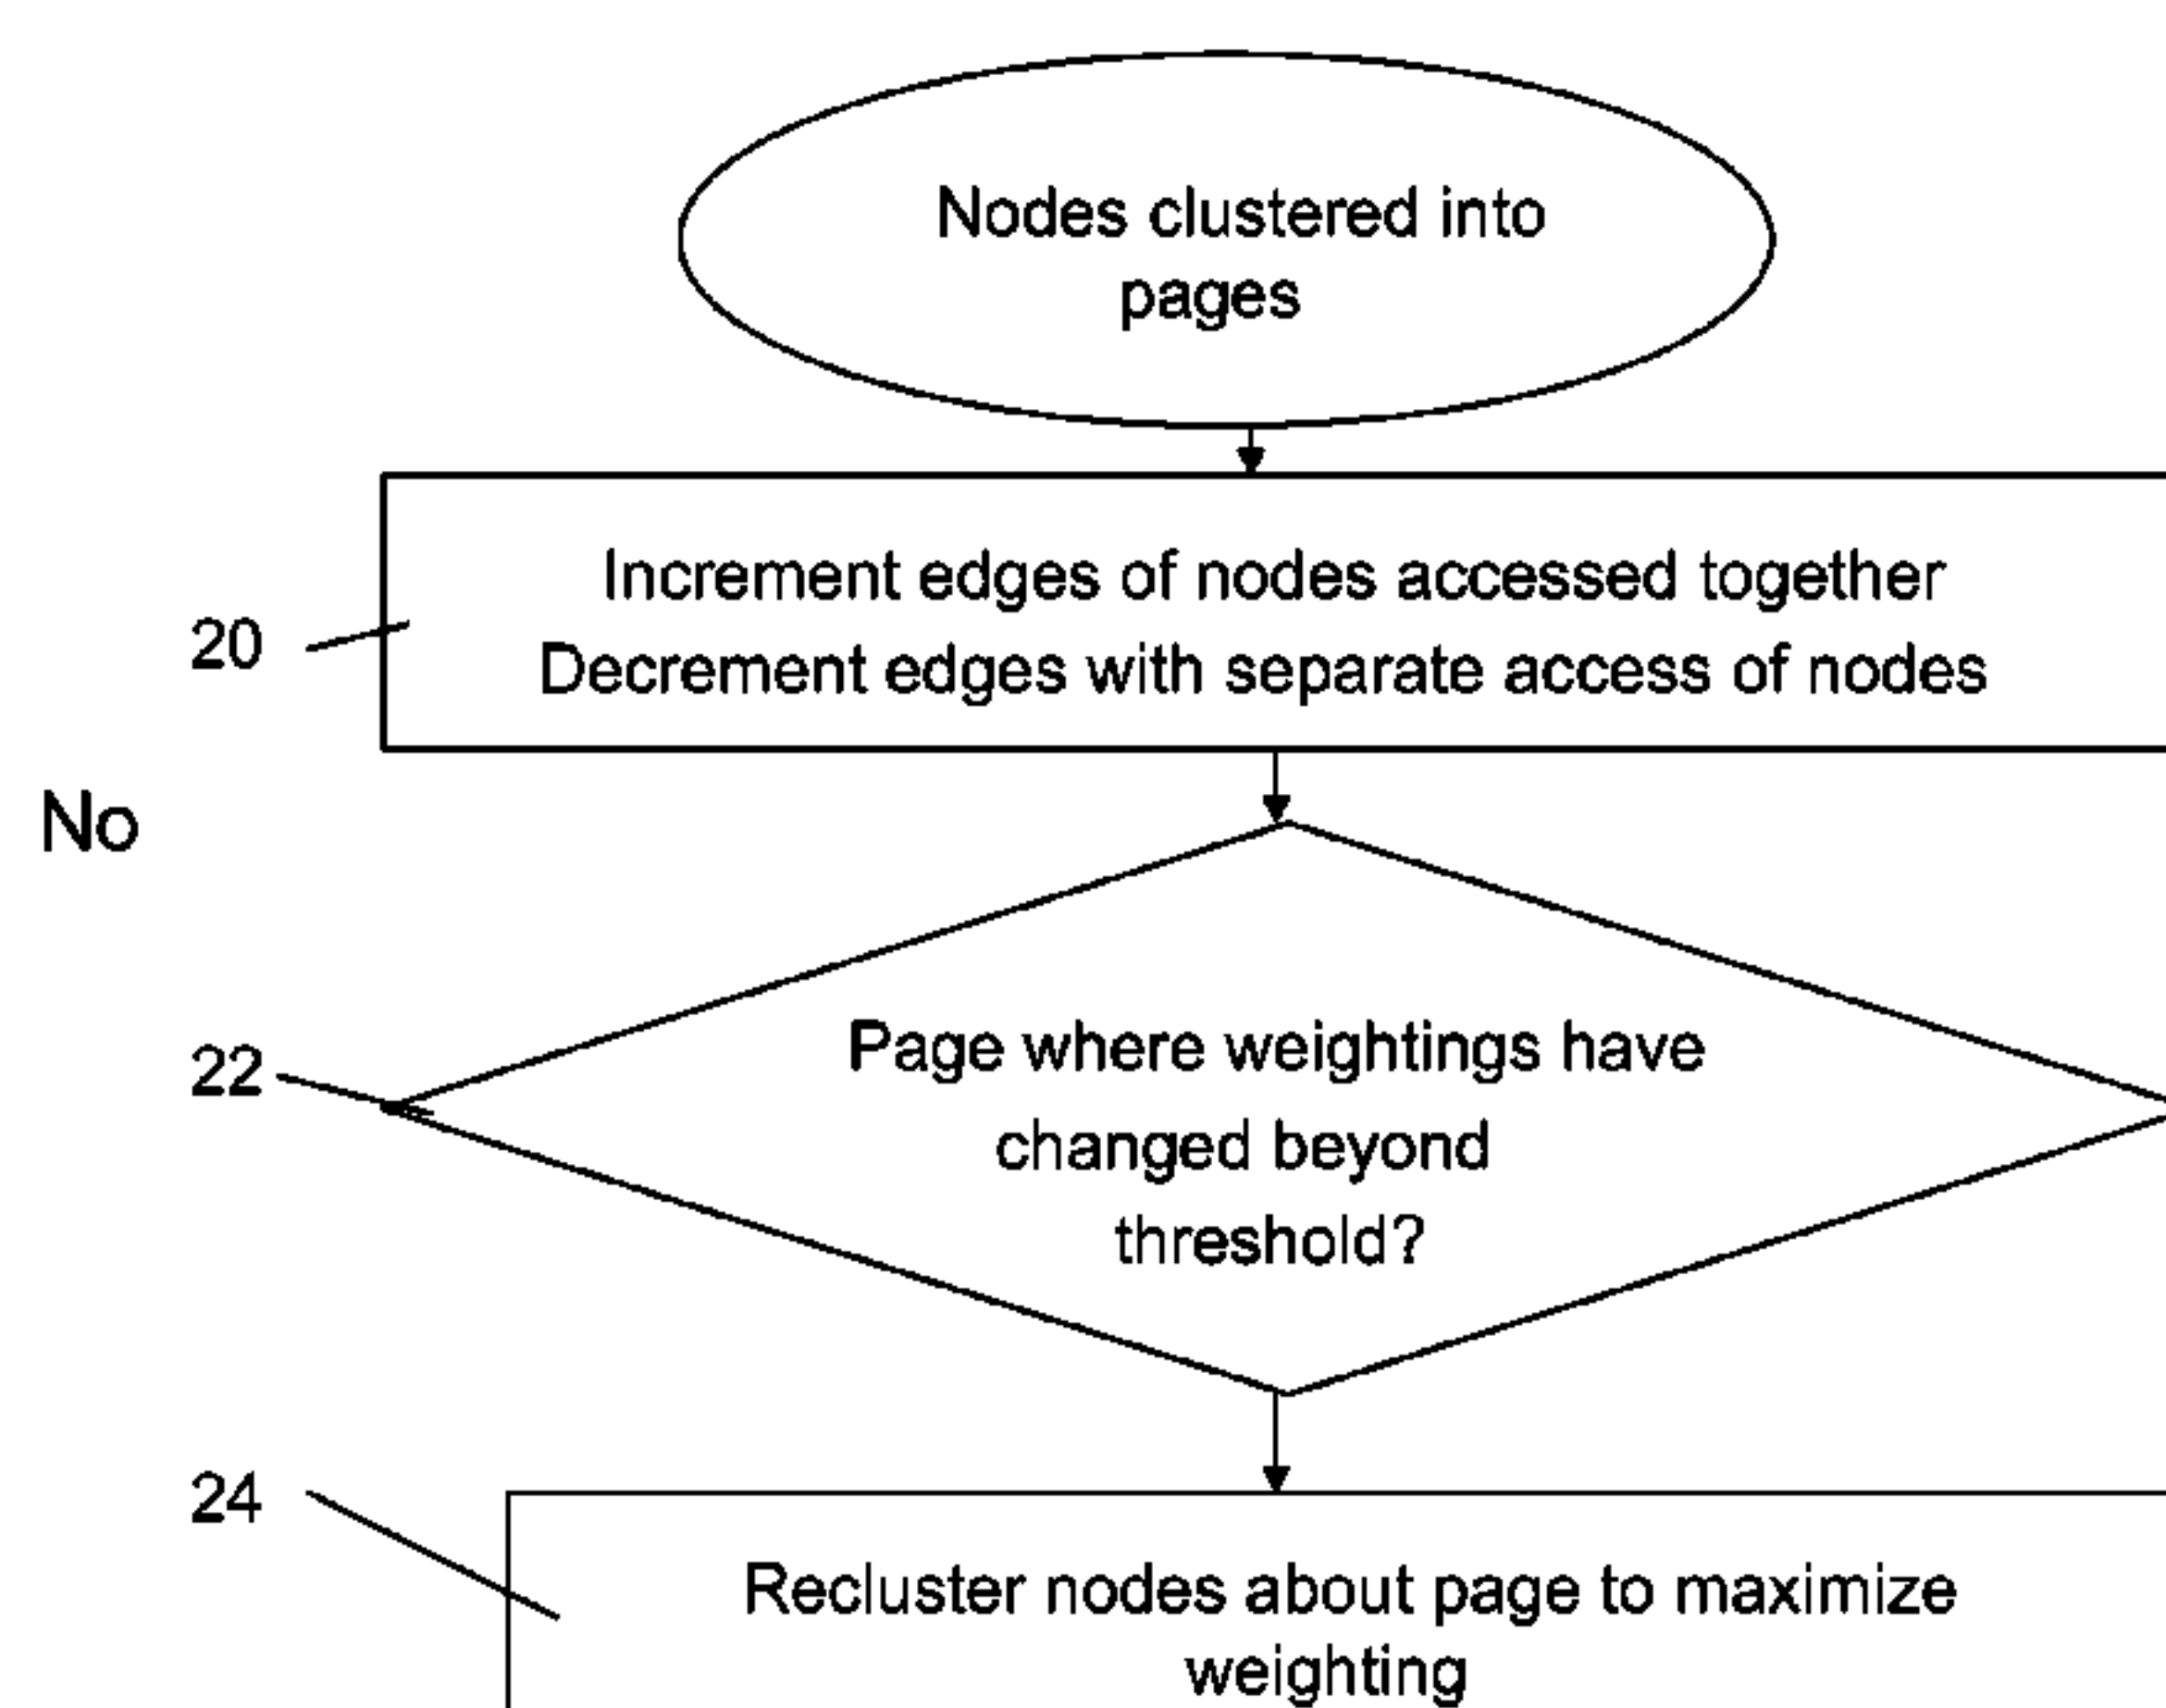 Nodes clustered into
pages
Increment edges of nodes accessed together
20
Decrement edges with separate access of nodes
No
Page where weightings have
22
changed beyond
threshold?
24
Recluster nodes about page to maximize
weighting